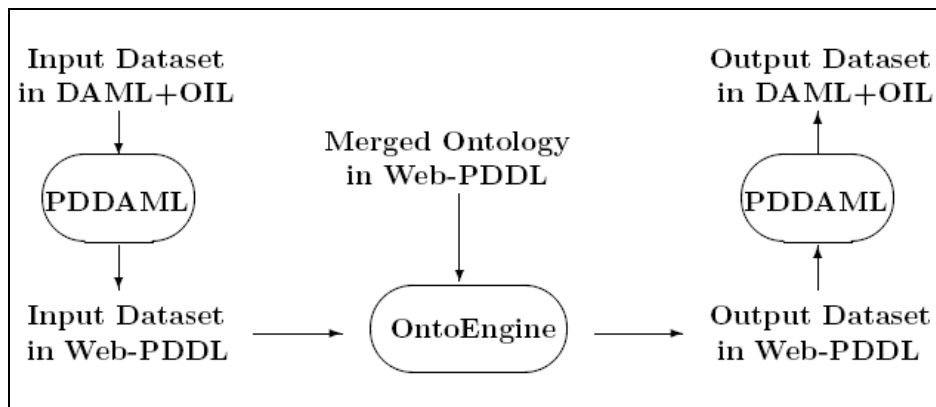 Input Dataset
in DAML+OIL
PDDAML
Input Dataset
in Web-PDDL
Merged Ontology
in Web-PDDL
OntoEngine
Output Dataset
in DAML+OIL
PDDAML
Output Dataset
in Web-PDDL